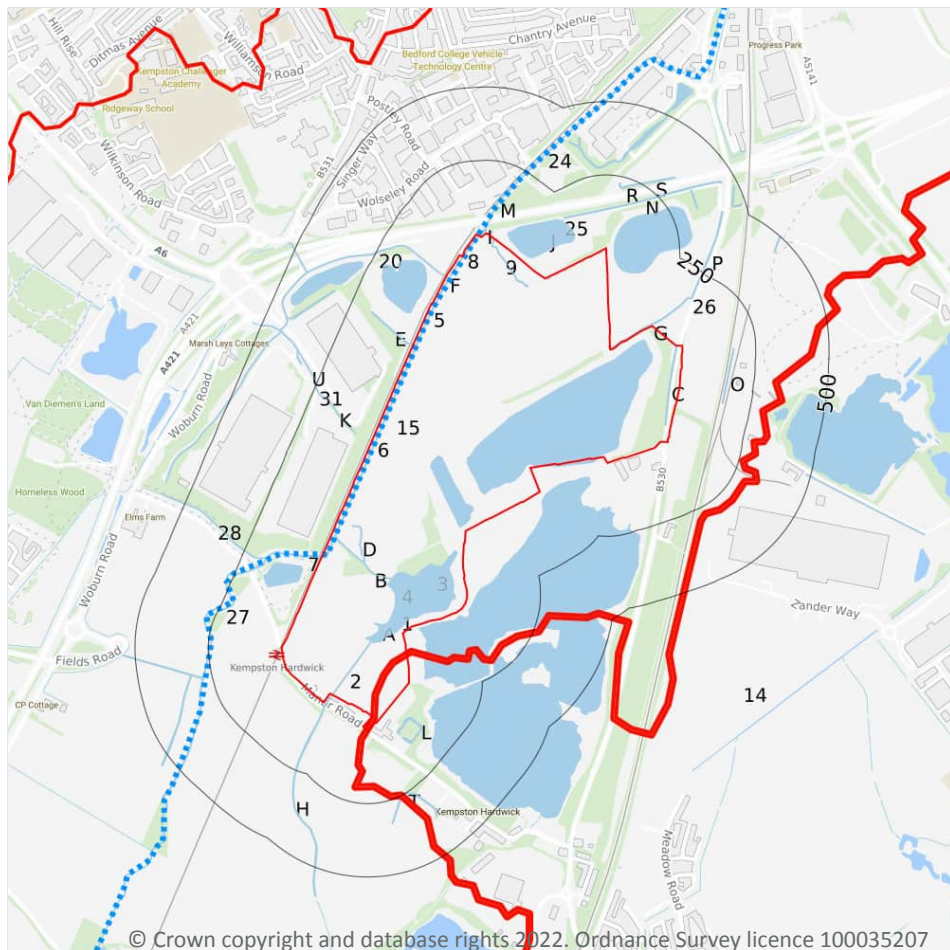 Hill Rise
Ditmas Avenue
Williamson Road
Kempston Challenger
Academy
Ridgeway School
Bedford College Vehicle
Technology Centre
Chantry Avenue
Progress Park
A5141
Postley Road
Singer Way
B531
Wolseley Road
Wilkinson Road
A6
24
M
R
S
N
25
J
I
8
9
20
F
P
250
26
5
E
G
A421
A421
Marsh Leys Cottages
Woburn Road
Van Diemen's Land
U
31
K
C
O
500
15
6
B530
Homeless Wood
Elms Farm
28
Woburn Road
7
D
B
3
4
1
A
27
Zander Way
Fields Road
Kempston Hardwick
CP Cottage
2
Manor Road
14
L
H
T
Kempston Hardwick
Meadow Road
© Crown copyright and database rights 2022. Ordnance Survey licence 100035207